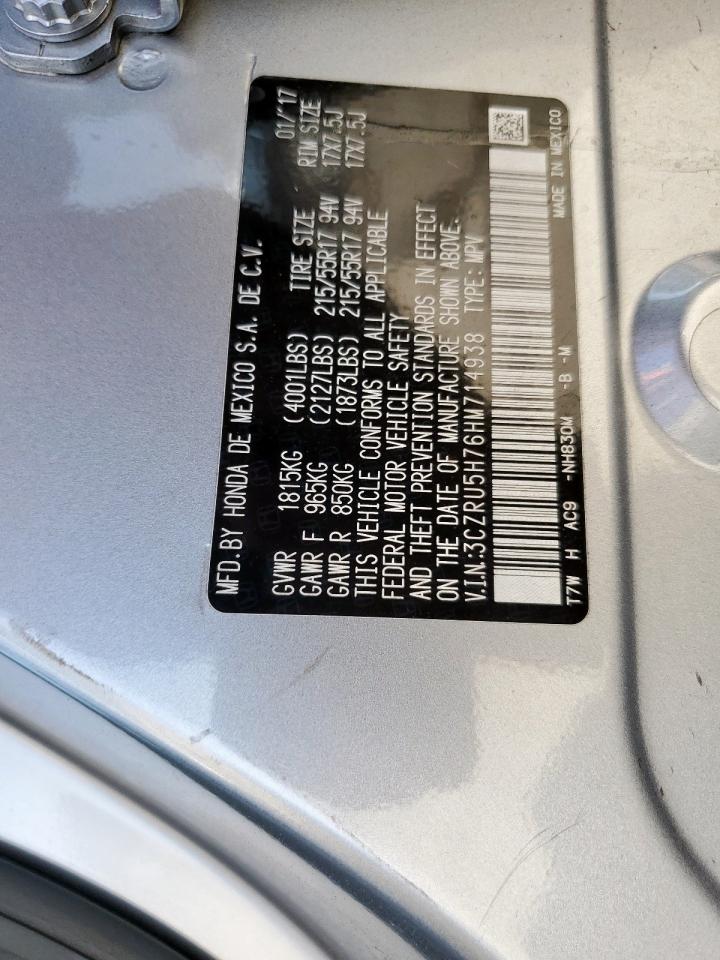 MFD.BY HONDA DE MEXICO S.A. DE C.V. 01/'17
GVWR 1815KG (4001LBS) TIRE SIZE RIM SIZE
GAWR F 965KG (2127LBS) 215/55R17 94V 17X7.5J
GAWR R 850KG (1873LBS) 215/55R17 94V 17X7.5J
THIS VEHICLE CONFORMS TO ALL APPLICABLE
FEDERAL MOTOR VEHICLE SAFETY
AND THEFT PREVENTION STANDARDS IN EFFECT
ON THE DATE OF MANUFACTURE SHOWN ABOVE.
V.I.N.3CZRU5H76HM714938 TYPE: MPV
T7W H AC9 -NH830M -B -M MADE IN MEXICO